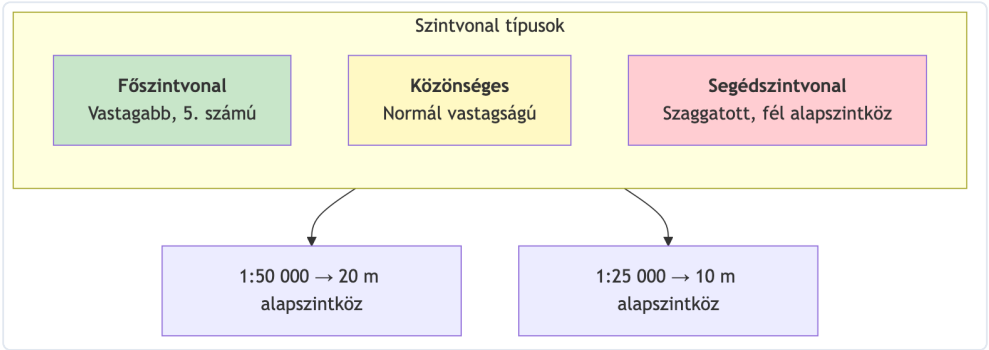 Szintvonal típusok
Főszintvonal
Vastagabb, 5. számú
Közönséges
Normál vastagságú
Segédszintvonal
Szaggatott, fél alapszintköz
1:50 000 → 20 m
alapszintköz
1:25 000 → 10 m
alapszintköz